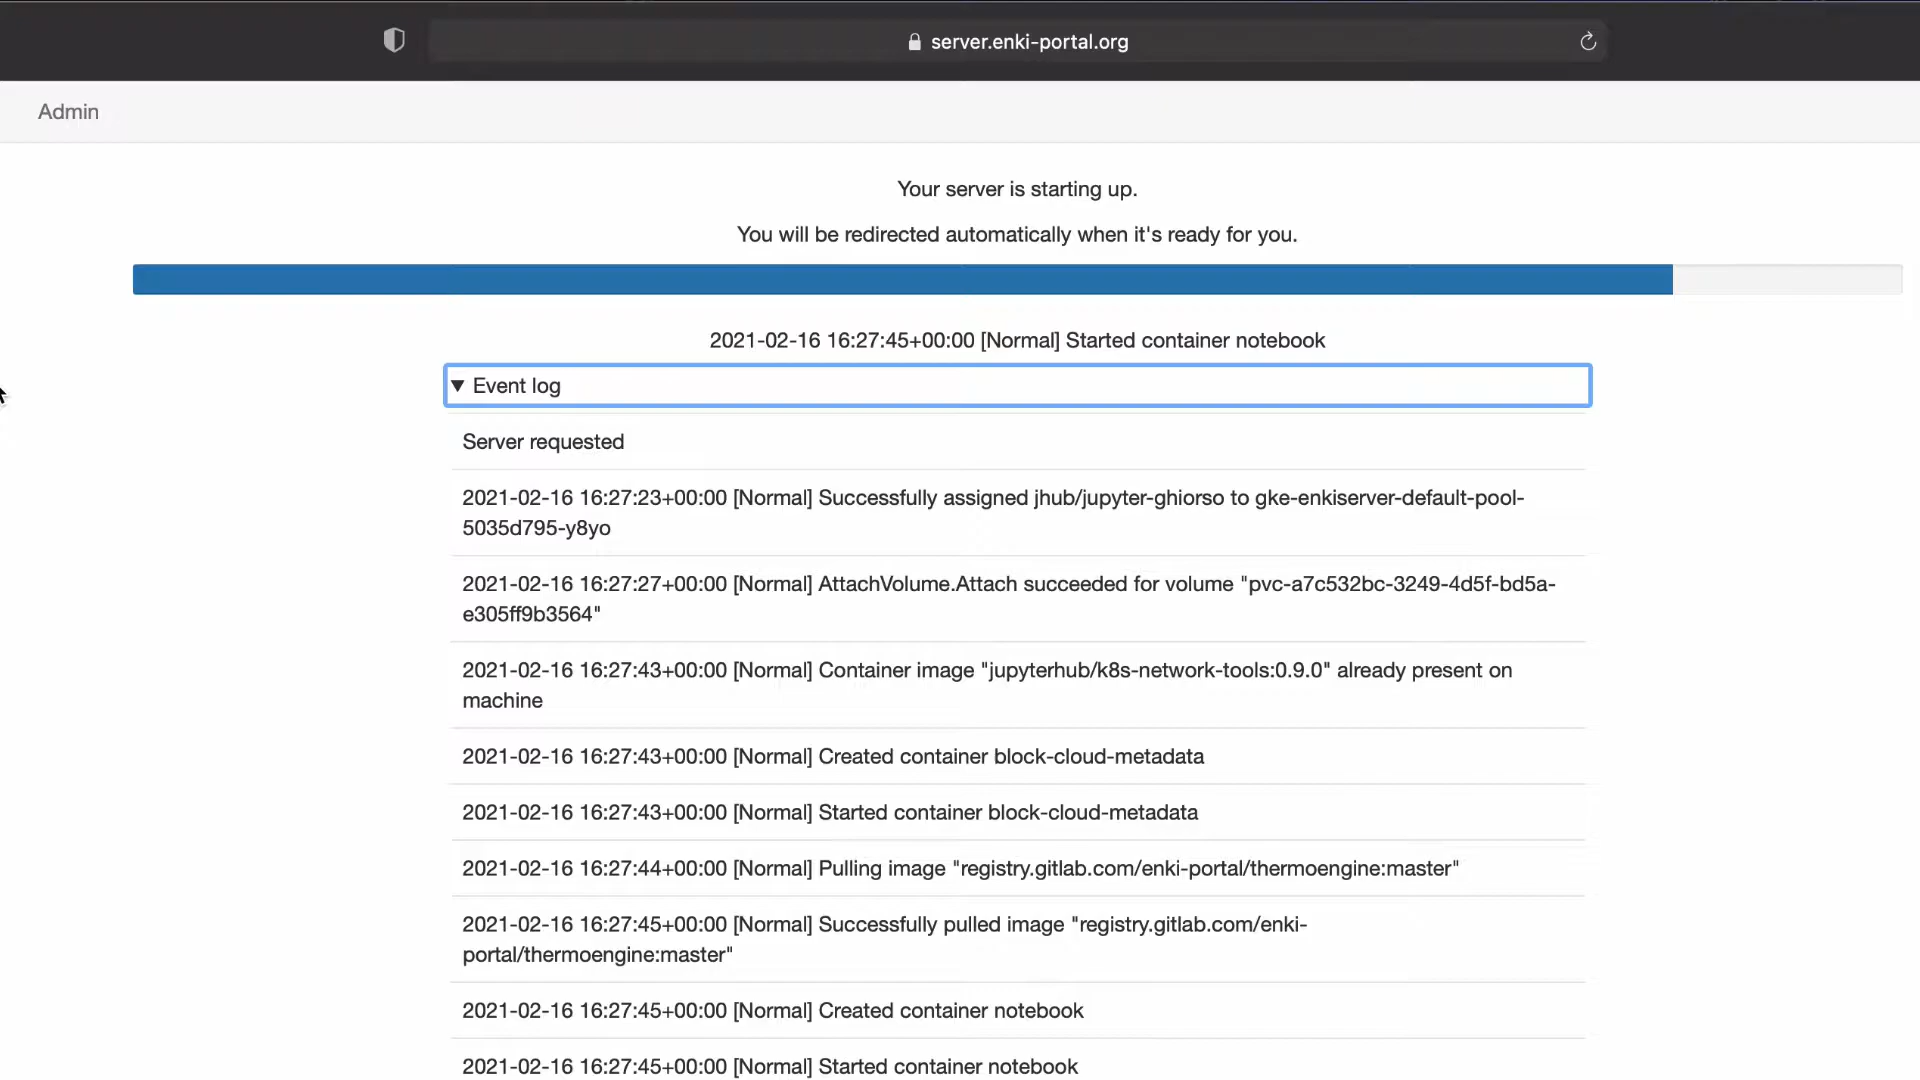 server.enki-portal.org
Admin
Your server is starting up.
You will be redirected automatically when it's ready for you.
2021-02-16 16:27:45+00:00 [Normal] Started container notebook
▼ Event log
Server requested
2021-02-16 16:27:23+00:00 [Normal] Successfully assigned jhub/jupyter-ghiorso to gke-enkiserver-default-pool-
5035d795-y8yo
2021-02-16 16:27:27+00:00 [Normal] AttachVolume.Attach succeeded for volume "pvc-a7c532bc-3249-4d5f-bd5a-
e305ff9b3564"
2021-02-16 16:27:43+00:00 [Normal] Container image "jupyterhub/k8s-network-tools:0.9.0" already present on
machine
2021-02-16 16:27:43+00:00 [Normal] Created container block-cloud-metadata
2021-02-16 16:27:43+00:00 [Normal] Started container block-cloud-metadata
2021-02-16 16:27:44+00:00 [Normal] Pulling image "registry.gitlab.com/enki-portal/thermoengine:master"
2021-02-16 16:27:45+00:00 [Normal] Successfully pulled image "registry.gitlab.com/enki-
portal/thermoengine:master"
2021-02-16 16:27:45+00:00 [Normal] Created container notebook
2021-02-16 16:27:45+00:00 [Normal] Started container notebook